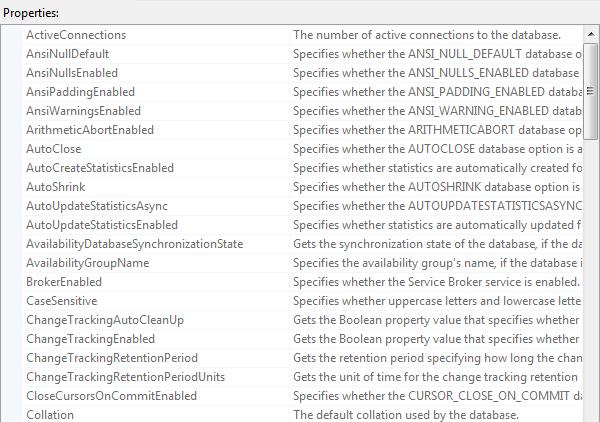 Properties:
ActiveConnections The number of active connections to the database.
AnsiNullDefault Specifies whether the ANSI_NULL_DEFAULT database o
AnsiNullsEnabled Specifies whether the ANSI_NULLS_ENABLED database
AnsiPaddingEnabled Specifies whether the ANSI_PADDING_ENABLED datab
AnsiWarningsEnabled Specifies whether the ANSI_WARNING_ENABLED datab
ArithmeticAbortEnabled Specifies whether the ARITHMETICABORT database op
AutoClose Specifies whether the AUTOCLOSE database option is a
AutoCreateStatisticsEnabled Specifies whether statistics are automatically created fo
AutoShrink Specifies whether the AUTOSHRINK database option is
AutoUpdateStatisticsAsync Specifies whether the AUTOUPDATESTATISTICSASYNC
AutoUpdateStatisticsEnabled Specifies whether statistics are automatically updated f
AvailabilityDatabaseSynchronizationState Gets the synchronization state of the database, if the da
AvailabilityGroupName Specifies the availability group's name, if the database i
BrokerEnabled Specifies whether the Service Broker service is enabled.
CaseSensitive Specifies whether uppercase letters and lowercase lette
ChangeTrackingAutoCleanUp Gets the Boolean property value that specifies whether
ChangeTrackingEnabled Gets the Boolean property value that specifies whether
ChangeTrackingRetentionPeriod Gets the retention period specifying how long the chan
ChangeTrackingRetentionPeriodUnits Gets the unit of time for the change tracking retention
CloseCursorsOnCommitEnabled Specifies whether the CURSOR_CLOSE_ON_COMMIT da
Collation The default collation used by the database.